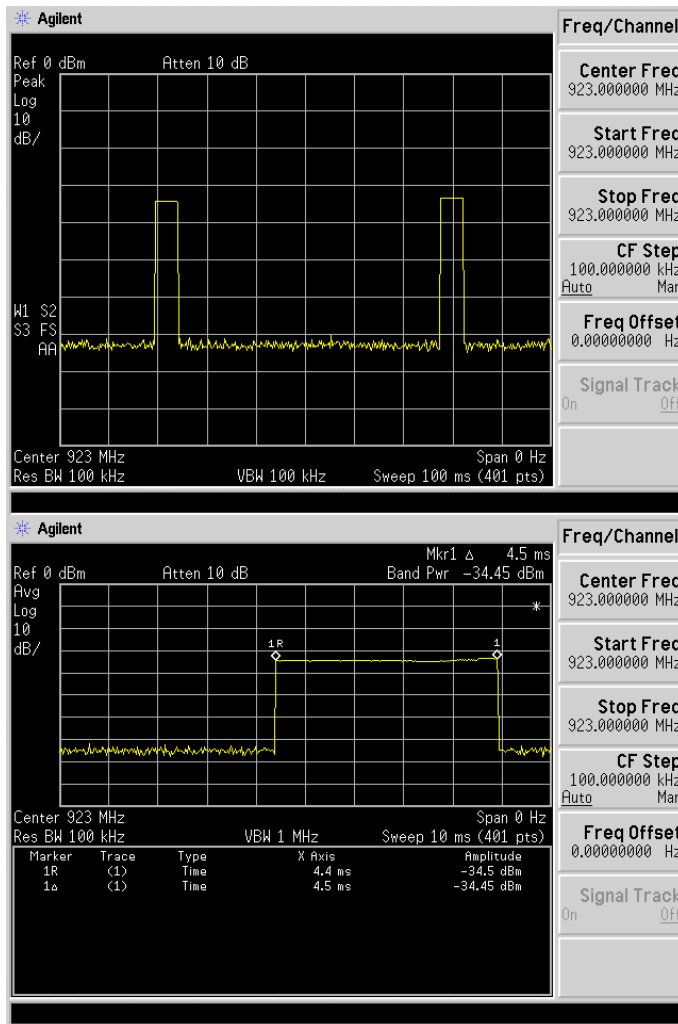 Agilent
Freq/Channel
Ref 0 dBm Atten 10 dB
Peak
Log
10
dB/
W1 S2
S3 FS
AA
Center 923 MHz Span 0 Hz
Res BW 100 kHz VBW 100 kHz Sweep 100 ms (401 pts)
Center Freq
923.000000 MHz
Start Freq
923.000000 MHz
Stop Freq
923.000000 MHz
CF Step
100.000000 kHz
Auto Man
Freq Offset
0.00000000 Hz
Signal Track
On Off
Agilent
Freq/Channel
Mkr1 Δ 4.5 ms
Ref 0 dBm Atten 10 dB Band Pwr -34.45 dBm
Avg
Log
10
dB/
1R 1
*
Center 923 MHz Span 0 Hz
Res BW 100 kHz VBW 1 MHz Sweep 10 ms (401 pts)
Marker Trace Type X Axis Amplitude
1R (1) Time 4.4 ms -34.5 dBm
1Δ (1) Time 4.5 ms -34.45 dBm
Center Freq
923.000000 MHz
Start Freq
923.000000 MHz
Stop Freq
923.000000 MHz
CF Step
100.000000 kHz
Auto Man
Freq Offset
0.00000000 Hz
Signal Track
On Off